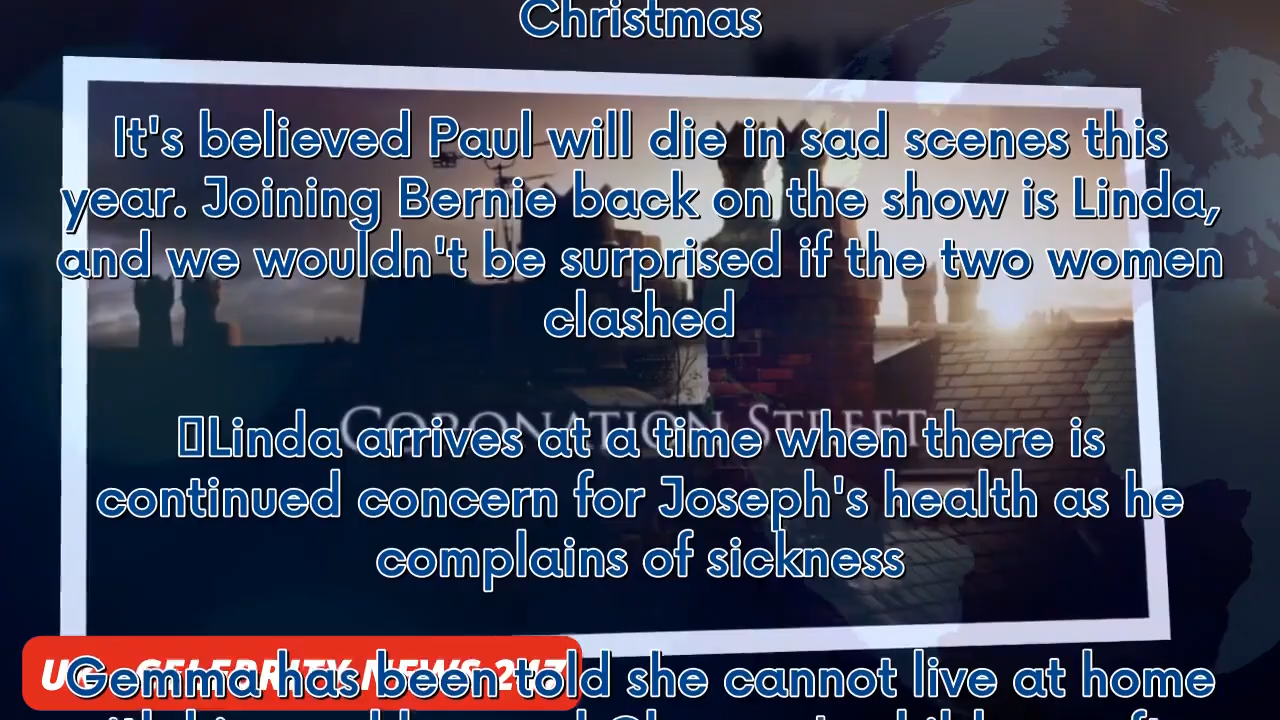 Christmas
It's believed Paul will die in sad scenes this
year. Joining Bernie back on the show is Linda,
and we wouldn't be surprised if the two women
clashed
CORONATION STREET
Linda arrives at a time when there is
continued concern for Joseph's health as he
complains of sickness
CELEBRITY NEWS 247
Gemma has been told she cannot live at home